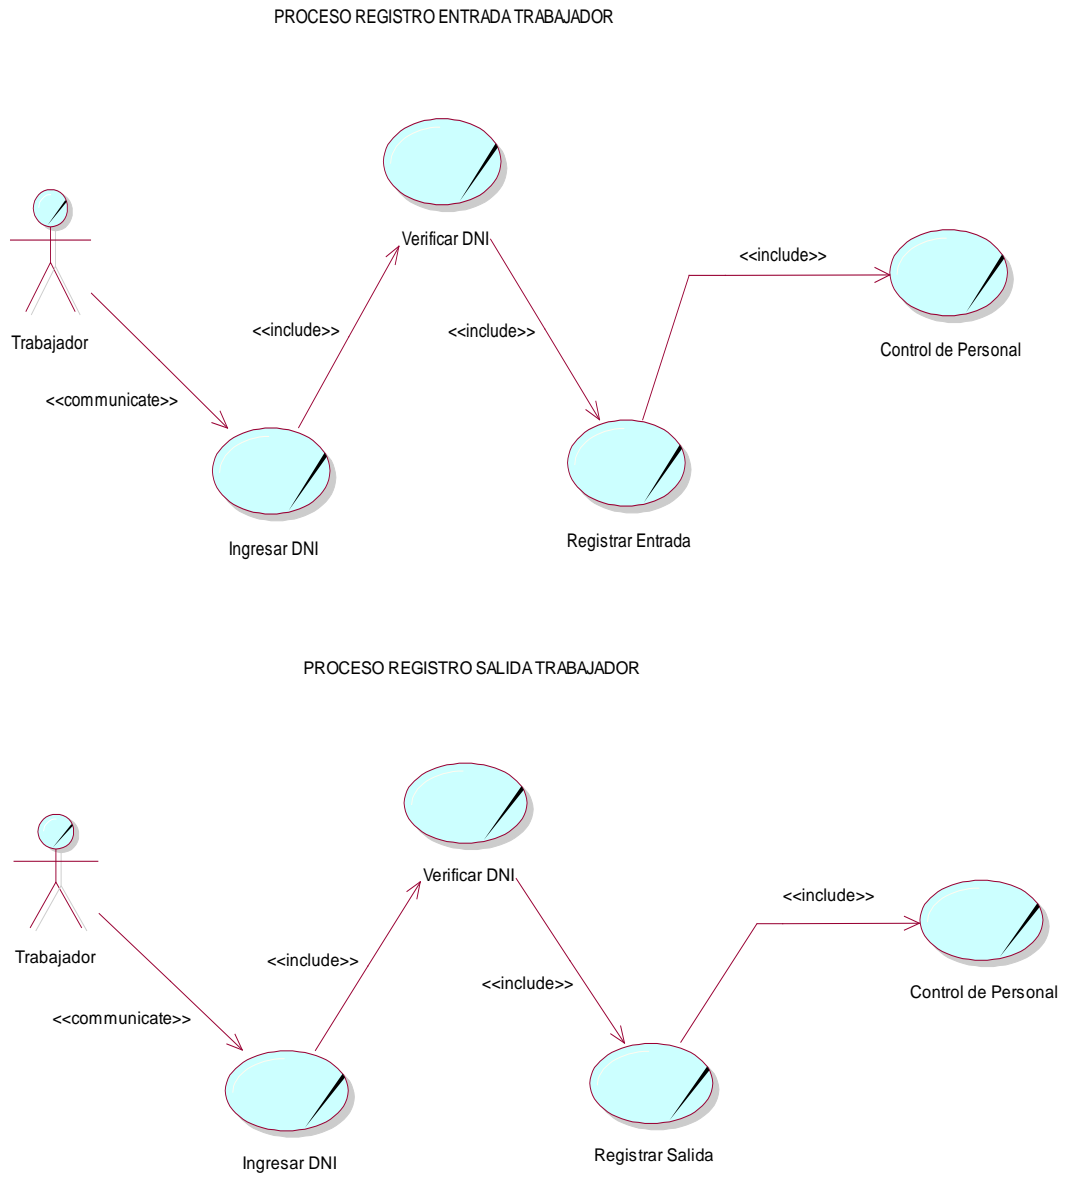 PROCESO REGISTRO ENTRADA TRABAJADOR
Verificar DNI
<<include>>
<<include>>
<<include>>
Trabajador
Control de Personal
<<communicate>>
Ingresar DNI
Registrar Entrada
PROCESO REGISTRO SALIDA TRABAJADOR
Verificar DNI
<<include>>
Trabajador
<<include>>
<<include>>
Control de Personal
<<communicate>>
Ingresar DNI
Registrar Salida